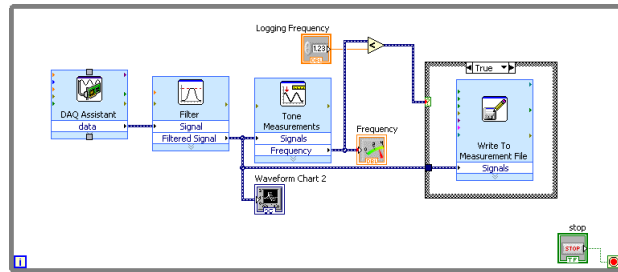 Logging Frequency
1.23
<
True
DAQ Assistant
data
Filter
Signal
Filtered Signal
Tone
Measurements
Signals
Frequency
Frequency
Write To
Measurement File
Signals
Waveform Chart 2
stop
STOP
TF
i